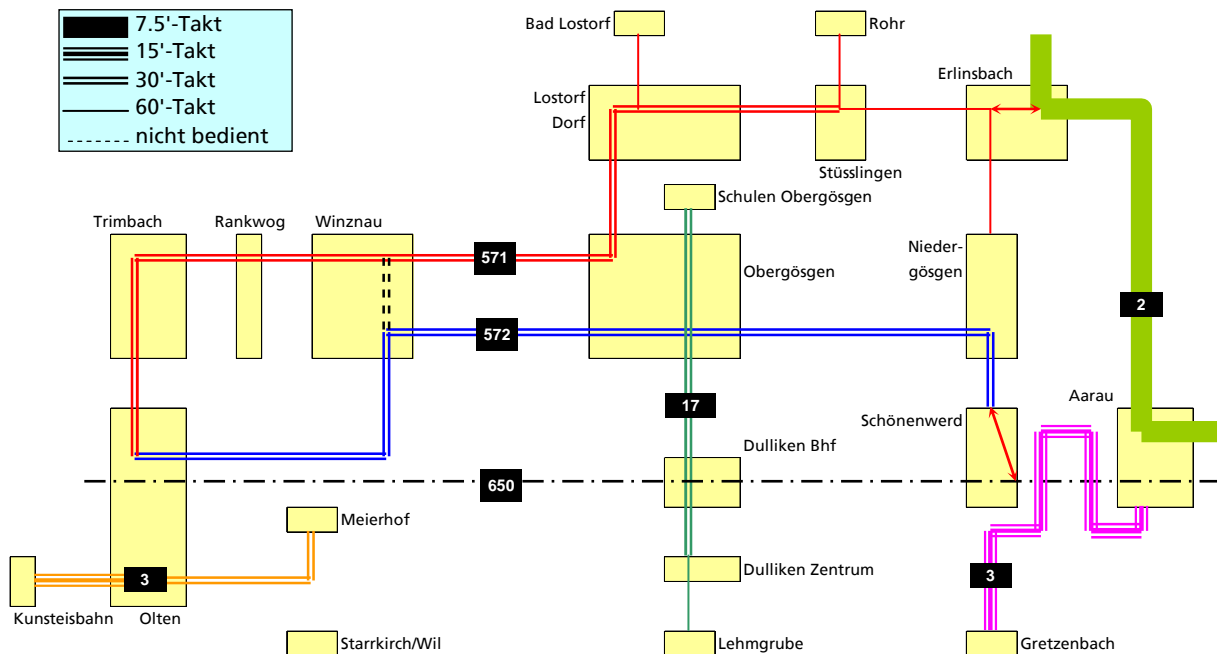 7.5'-Takt
15'-Takt
30'-Takt
60'-Takt
nicht bedient
Bad Lostorf
Rohr
Erlinsbach
Lostorf
Dorf
Stüsslingen
Schulen Obergösgen
Trimbach
Rankwog
Winznau
571
Obergösgen
Nieder-
gösgen
2
572
17
Schönenwerd
Aarau
Dulliken Bhf
650
Meierhof
3
Dulliken Zentrum
3
Kunsteisbahn
Olten
Starrkirch/Wil
Lehmgrube
Gretzenbach